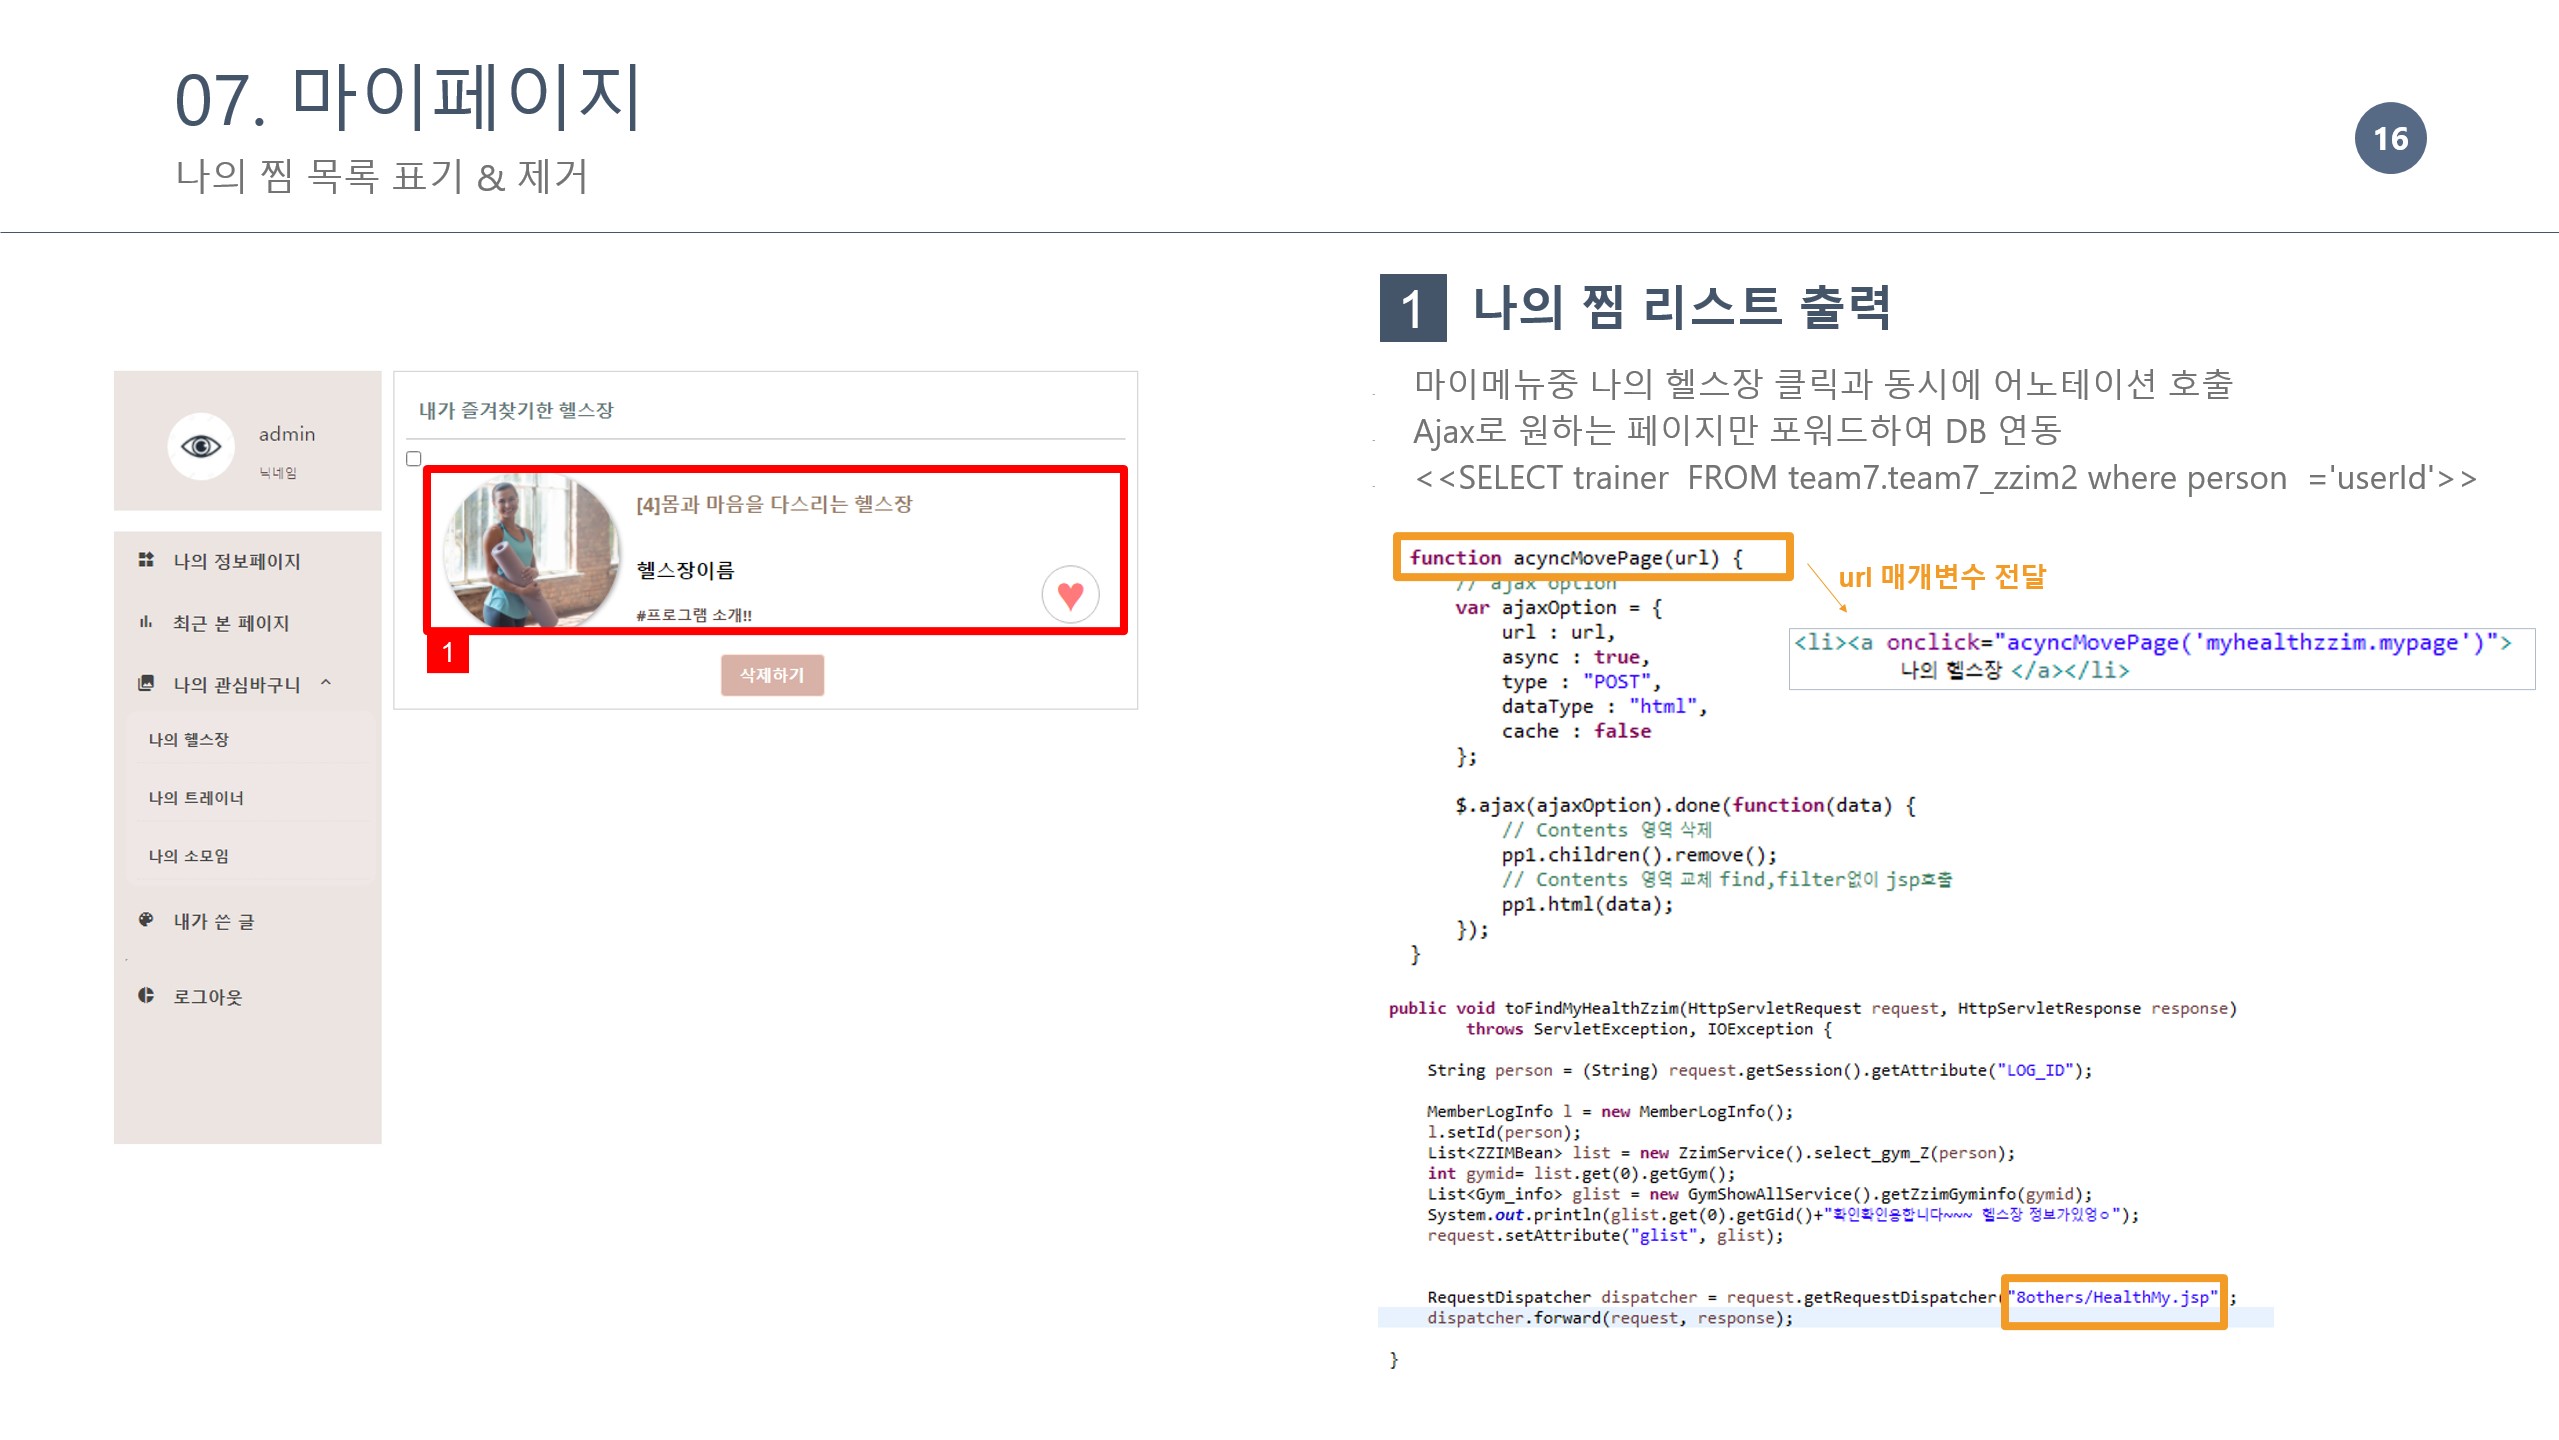 07. 마이페이지
나의 찜 목록 표기 & 제거
16
admin
닉네임
나의 정보페이지
최근 본 페이지
나의 관심바구니
나의 헬스장
나의 트레이너
나의 소모임
내가 쓴 글
로그아웃
내가 즐겨찾기한 헬스장
[4]몸과 마음을 다스리는 헬스장
헬스장이름
#프로그램 소개!!
1
삭제하기
1 나의 찜 리스트 출력
마이메뉴중 나의 헬스장 클릭과 동시에 어노테이션 호출
Ajax로 원하는 페이지만 포워드하여 DB 연동
<<SELECT trainer  FROM team7.team7_zzim2 where person  ='userId'>>
function acyncMovePage(url) {
// ajax option
var ajaxOption = {
url : url,
async : true,
type : "POST",
dataType : "html",
cache : false
};
$.ajax(ajaxOption).done(function(data) {
// Contents 영역 삭제
pp1.children().remove();
// Contents 영역 교체 find,filter없이 jsp호출
pp1.html(data);
});
}
url 매개변수 전달
<li><a onclick="acyncMovePage('myhealthzzim.mypage')">
나의 헬스장 </a></li>
public void toFindMyHealthZzim(HttpServletRequest request, HttpServletResponse response)
throws ServletException, IOException {
String person = (String) request.getSession().getAttribute("LOG_ID");
MemberLogInfo l = new MemberLogInfo();
l.setId(person);
List<ZZIMBean> list = new ZzimService().select_gym_Z(person);
int gymid= list.get(0).getGym();
List<Gym_info> glist = new GymShowAllService().getZzimGyminfo(gymid);
System.out.println(glist.get(0).getGid()+"확인확인용합니다~~~ 헬스장 정보가있엉ㅇ");
request.setAttribute("glist", glist);
RequestDispatcher dispatcher = request.getRequestDispatcher("8others/HealthMy.jsp" ;
dispatcher.forward(request, response);
}